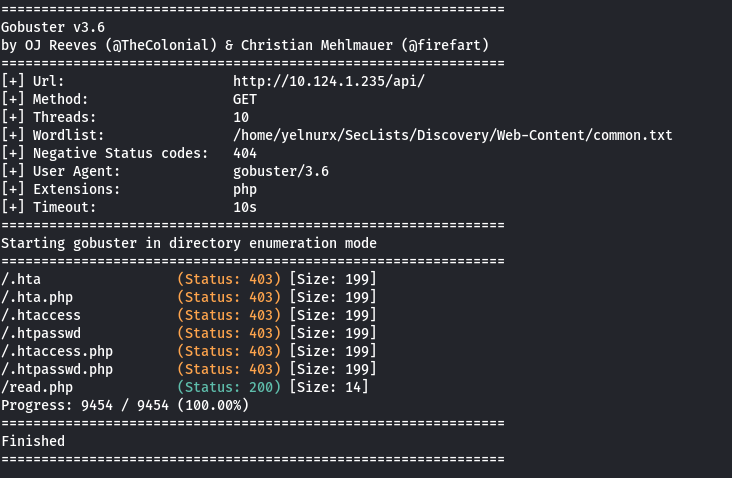 ===============================================================
Gobuster v3.6
by OJ Reeves (@TheColonial) & Christian Mehlmauer (@firefart)
===============================================================
[+] Url:                     http://10.124.1.235/api/
[+] Method:                  GET
[+] Threads:                 10
[+] Wordlist:                /home/yelnurx/SecLists/Discovery/Web-Content/common.txt
[+] Negative Status codes:   404
[+] User Agent:              gobuster/3.6
[+] Extensions:              php
[+] Timeout:                 10s
===============================================================
Starting gobuster in directory enumeration mode
===============================================================
/.hta                 (Status: 403) [Size: 199]
/.hta.php             (Status: 403) [Size: 199]
/.htaccess            (Status: 403) [Size: 199]
/.htpasswd            (Status: 403) [Size: 199]
/.htaccess.php        (Status: 403) [Size: 199]
/.htpasswd.php        (Status: 403) [Size: 199]
/read.php             (Status: 200) [Size: 14]
Progress: 9454 / 9454 (100.00%)
===============================================================
Finished
===============================================================